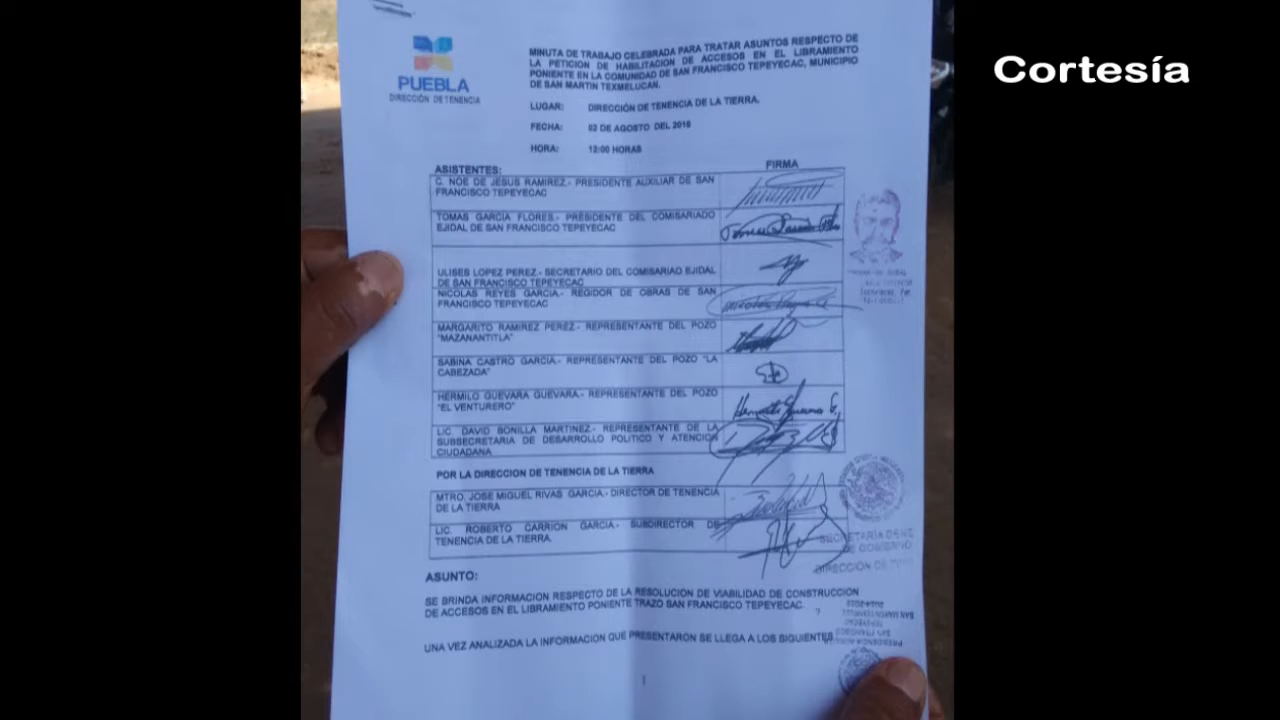 Cortesía
PUEBLA
DIRECCIÓN DE TENENCIA
MINUTA DE TRABAJO CELEBRADA PARA TRATAR ASUNTOS RESPECTO DE
LA PETICION DE HABILITACION DE ACCESOS EN EL LIBRAMIENTO
PONIENTE EN LA COMUNIDAD DE SAN FRANCISCO TEPEYECAC, MUNICIPIO
DE SAN MARTIN TEXMELUCAN.
LUGAR: DIRECCIÓN DE TENENCIA DE LA TIERRA.
FECHA: 02 DE AGOSTO DEL 2018
HORA: 12:00 HORAS
ASISTENTES: FIRMA
C. NOE DE JESUS RAMIREZ.- PRESIDENTE AUXILIAR DE SAN
FRANCISCO TEPEYECAC
TOMAS GARCIA FLORES.- PRESIDENTE DEL COMISARIADO
EJIDAL DE SAN FRANCISCO TEPEYECAC
ULISES LOPEZ PEREZ.- SECRETARIO DEL COMISARIAO EJIDAL
DE SAN FRANCISCO TEPEYECAC
NICOLAS REYES GARCIA.- REGIDOR DE OBRAS DE SAN
FRANCISCO TEPEYECAC
MARGARITO RAMIREZ PEREZ.- REPRESENTANTE DEL POZO
"MAZANANTITLA"
SABINA CASTRO GARCIA.- REPRESENTANTE DEL POZO "LA
CABEZADA"
HERMILO GUEVARA GUEVARA.- REPRESENTANTE DEL POZO
"EL VENTURERO"
LIC. DAVID BONILLA MARTINEZ.- REPRESENTANTE DE LA
SUBSECRETARIA DE DESARROLLO POLITICO Y ATENCION
CIUDADANA
POR LA DIRECCION DE TENENCIA DE LA TIERRA
MTRO. JOSE MIGUEL RIVAS GARCIA.- DIRECTOR DE TENENCIA
DE LA TIERRA
LIC. ROBERTO CARRION GARCIA.- SUBDIRECTOR DE
TENENCIA DE LA TIERRA.
SECRETARÍA
DE GOBIERNO
DIRECCION DE
ASUNTO:
SE BRINDA INFORMACION RESPECTO DE LA RESOLUCION DE VIABILIDAD DE CONSTRUCCION
DE ACCESOS EN EL LIBRAMIENTO PONIENTE TRAZO SAN FRANCISCO TEPEYECAC.
UNA VEZ ANALIZADA LA INFORMACION QUE PRESENTARON SE LLEGA A LOS SIGUIENTES
1